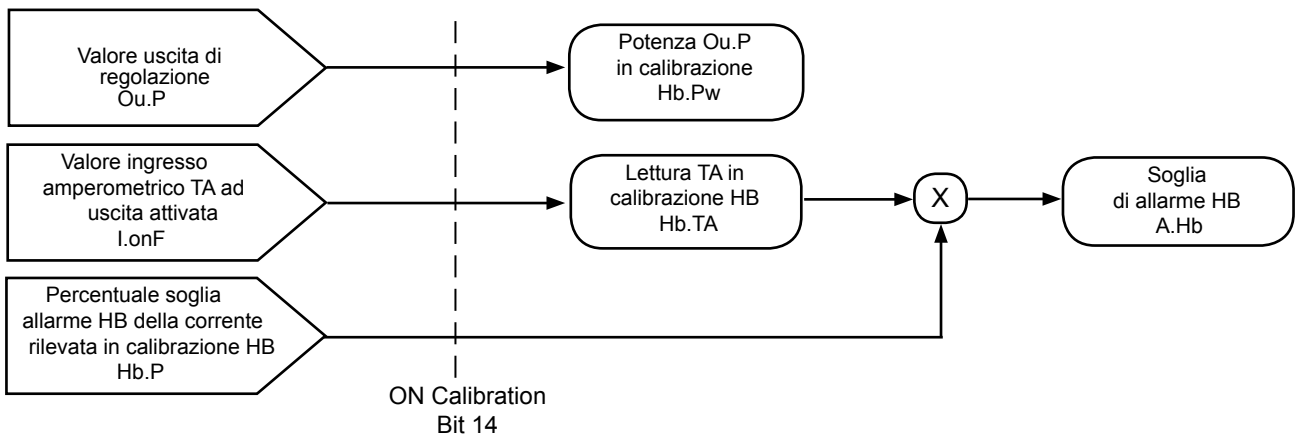 Valore uscita di
regolazione
Ou.P
Potenza Ou.P
in calibrazione
Hb.Pw
Valore ingresso
amperometrico TA ad
uscita attivata
I.onF
Lettura TA in
calibrazione HB
Hb.TA
X
Soglia
di allarme HB
A.Hb
Percentuale soglia
allarme HB della corrente
rilevata in calibrazione HB
Hb.P
ON Calibration
Bit 14